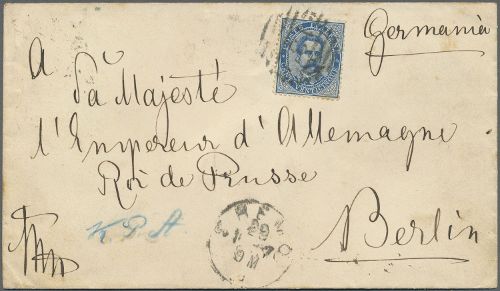 Germania
A
Sa Majesté
l'Empereur d'Allemagne
Roi de Prusse
Berlin
K.P.A.